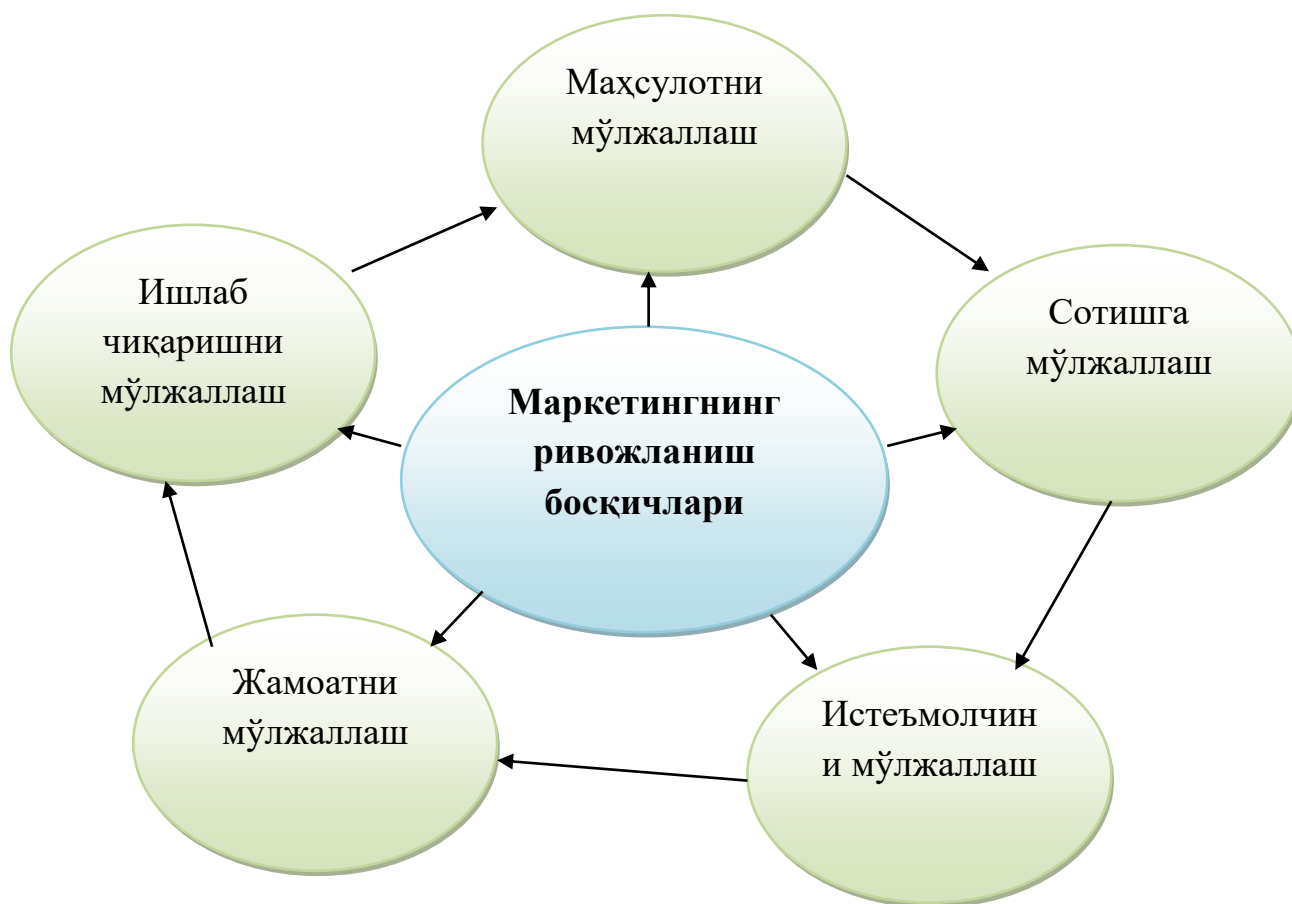 Маҳсулотни
мўлжаллаш
Ишлаб
чиқаришни
мўлжаллаш
Сотишга
мўлжаллаш
Маркетингнинг
ривожланиш
босқичлари
Жамоатни
мўлжаллаш
Истеъмолчин
и мўлжаллаш